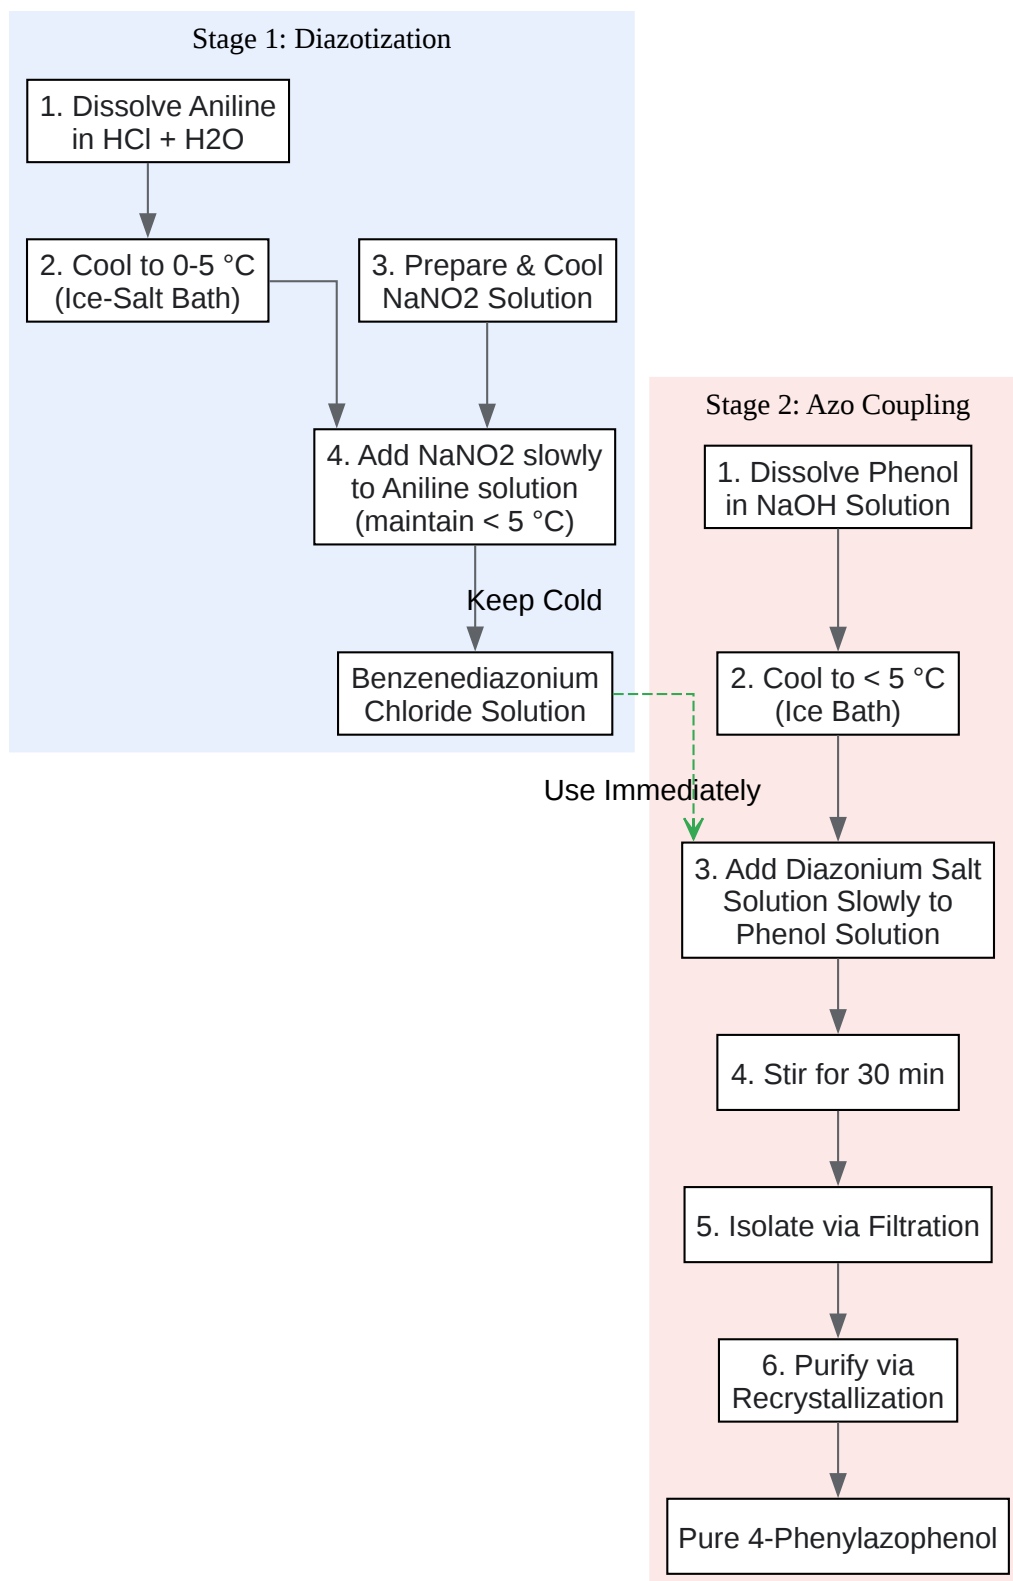 Stage 1: Diazotization
1. Dissolve Aniline
in HCl + H2O
2. Cool to 0-5 °C
(Ice-Salt Bath)
3. Prepare & Cool
NaNO2 Solution
4. Add NaNO2 slowly
to Aniline solution
(maintain < 5 °C)
Keep Cold
Benzenediazonium
Chloride Solution
Use Immediately
Stage 2: Azo Coupling
1. Dissolve Phenol
in NaOH Solution
2. Cool to < 5 °C
(Ice Bath)
3. Add Diazonium Salt
Solution Slowly to
Phenol Solution
4. Stir for 30 min
5. Isolate via Filtration
6. Purify via
Recrystallization
Pure 4-Phenylazophenol